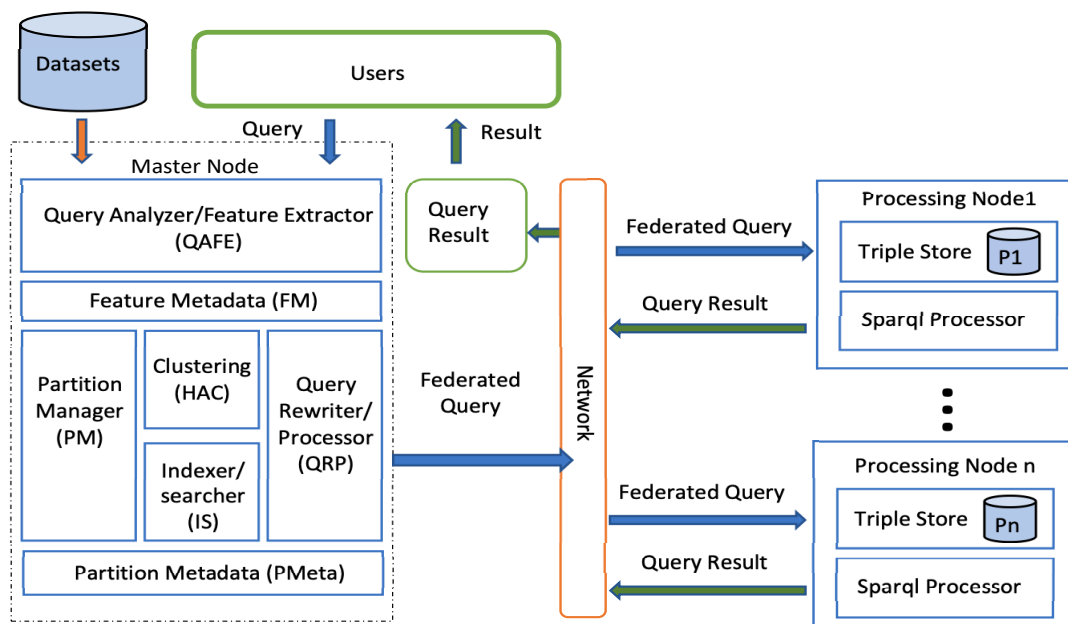 Datasets
Users
Query
Result
Master Node
Query Analyzer/Feature Extractor
(QAFE)
Feature Metadata (FM)
Partition
Manager
(PM)
Clustering
(HAC)
Indexer/
searcher
(IS)
Query
Rewriter/
Processor
(QRP)
Partition Metadata (PMeta)
Query
Result
Federated
Query
Network
Federated Query
Query Result
Processing Node1
Triple Store
P1
Sparql Processor
Federated Query
Query Result
Processing Node n
Triple Store
Pn
Sparql Processor